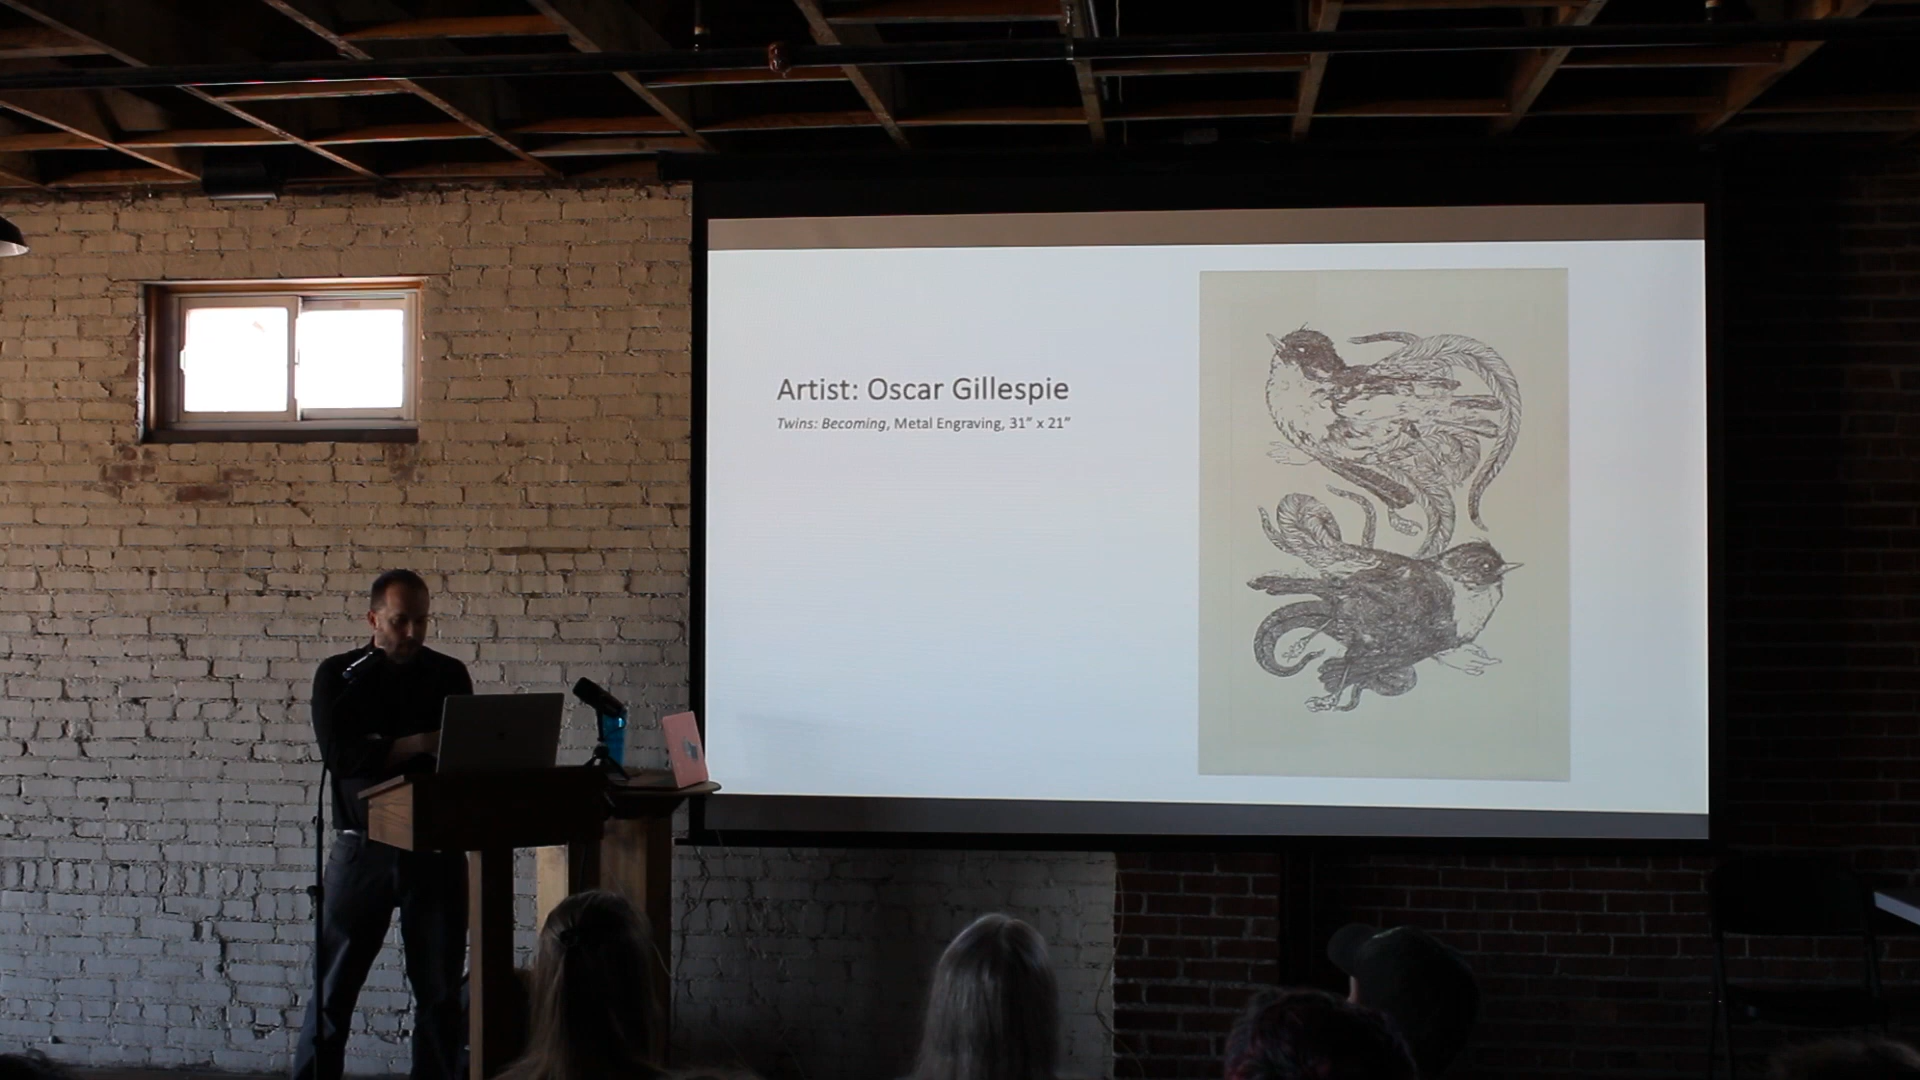 Artist: Oscar Gillespie
Twins: Becoming, Metal Engraving, 31” x 21”